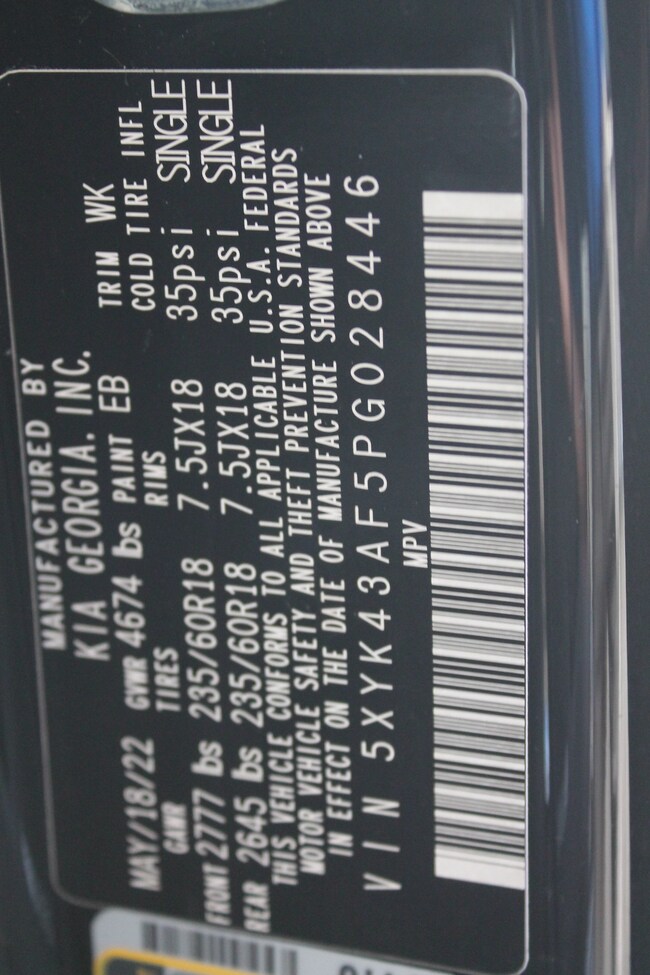 MANUFACTURED BY
KIA GEORGIA. INC.
MAY/18/22 GVWR 4674 lbs PAINT EB TRIM WK
GAWR TIRES RIMS COLD TIRE INFL
FRONT 2777 lbs 235/60R18 7.5JX18 35psi SINGLE
REAR 2645 lbs 235/60R18 7.5JX18 35psi SINGLE
THIS VEHICLE CONFORMS TO ALL APPLICABLE U.S.A. FEDERAL
MOTOR VEHICLE SAFETY AND THEFT PREVENTION STANDARDS
IN EFFECT ON THE DATE OF MANUFACTURE SHOWN ABOVE
VIN 5XYK43AF5PG028446
MPV